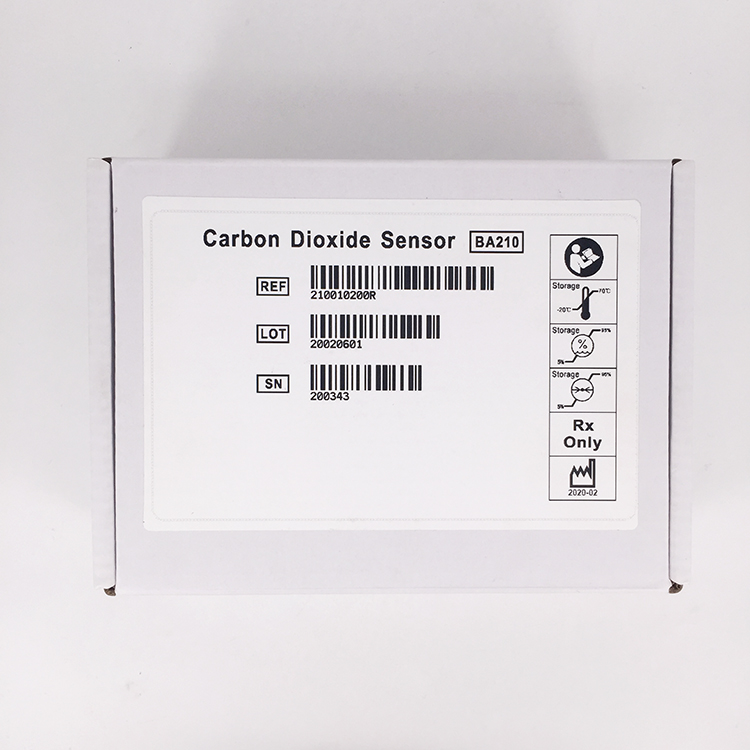 Carbon Dioxide Sensor BA210
REF
210010200R
LOT
20020601
SN
200343
Storage
70℃
-20℃
Storage
95%
%
5%
Storage
95%
5%
Rx
Only
2020-02